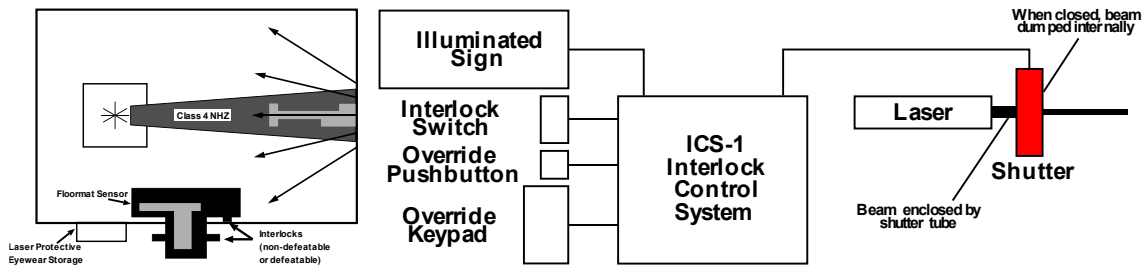 Class 4 NHZ
Floormat Sensor
Laser Protective
Eyewear Storage
Interlocks
(non-defeatable
or defeatable)
Illuminated
Sign
Interlock
Switch
Override
Pushbutton
Override
Keypad
ICS-1
Interlock
Control
System
When closed, beam
dumped internally
Laser
Shutter
Beam enclosed by
shutter tube